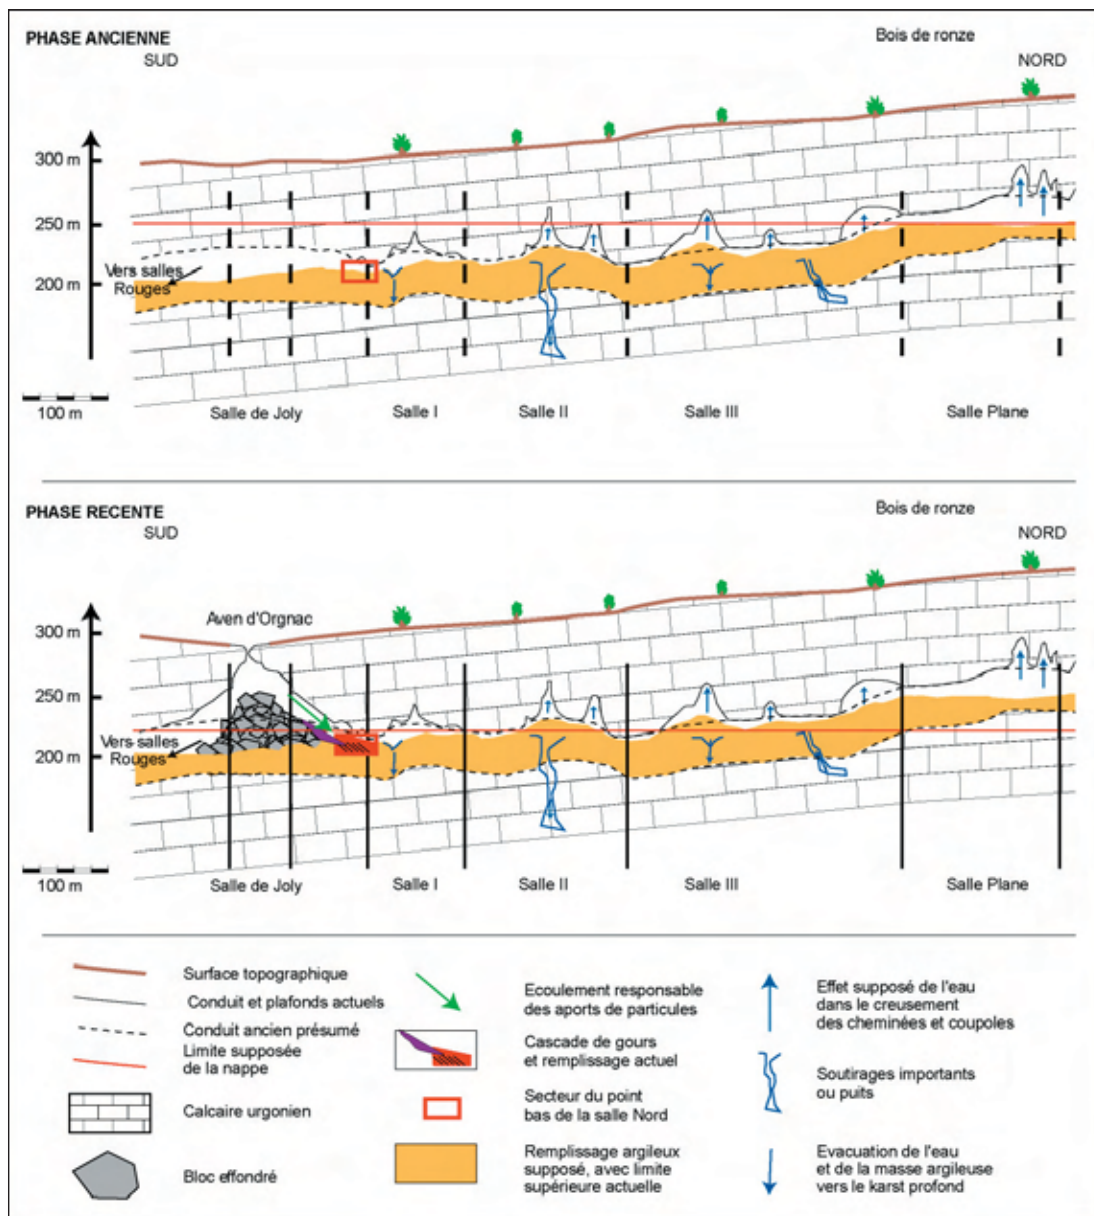 PHASE ANCIENNE
Bois de ronze
SUD
NORD
300 m
250 m
Vers salles
Rouges
200 m
100 m
Salle de Joly
Salle I
Salle II
Salle III
Salle Plane
PHASE RECENTE
Bois de ronze
SUD
NORD
Aven d'Orgnac
300 m
250 m
Vers salles
Rouges
200 m
100 m
Salle de Joly
Salle I
Salle II
Salle III
Salle Plane
Surface topographique
Conduit et plafonds actuels
Conduit ancien présumé
Limite supposée
de la nappe
Calcaire urgonien
Bloc effondré
Ecoulement responsable
des aports de particules
Cascade de gours
et remplissage actuel
Secteur du point
bas de la salle Nord
Remplissage argileux
supposé, avec limite
supérieure actuelle
Effet supposé de l'eau
dans le creusement
des cheminées et coupoles
Soutirages importants
ou puits
Evacuation de l'eau
et de la masse argileuse
vers le karst profond